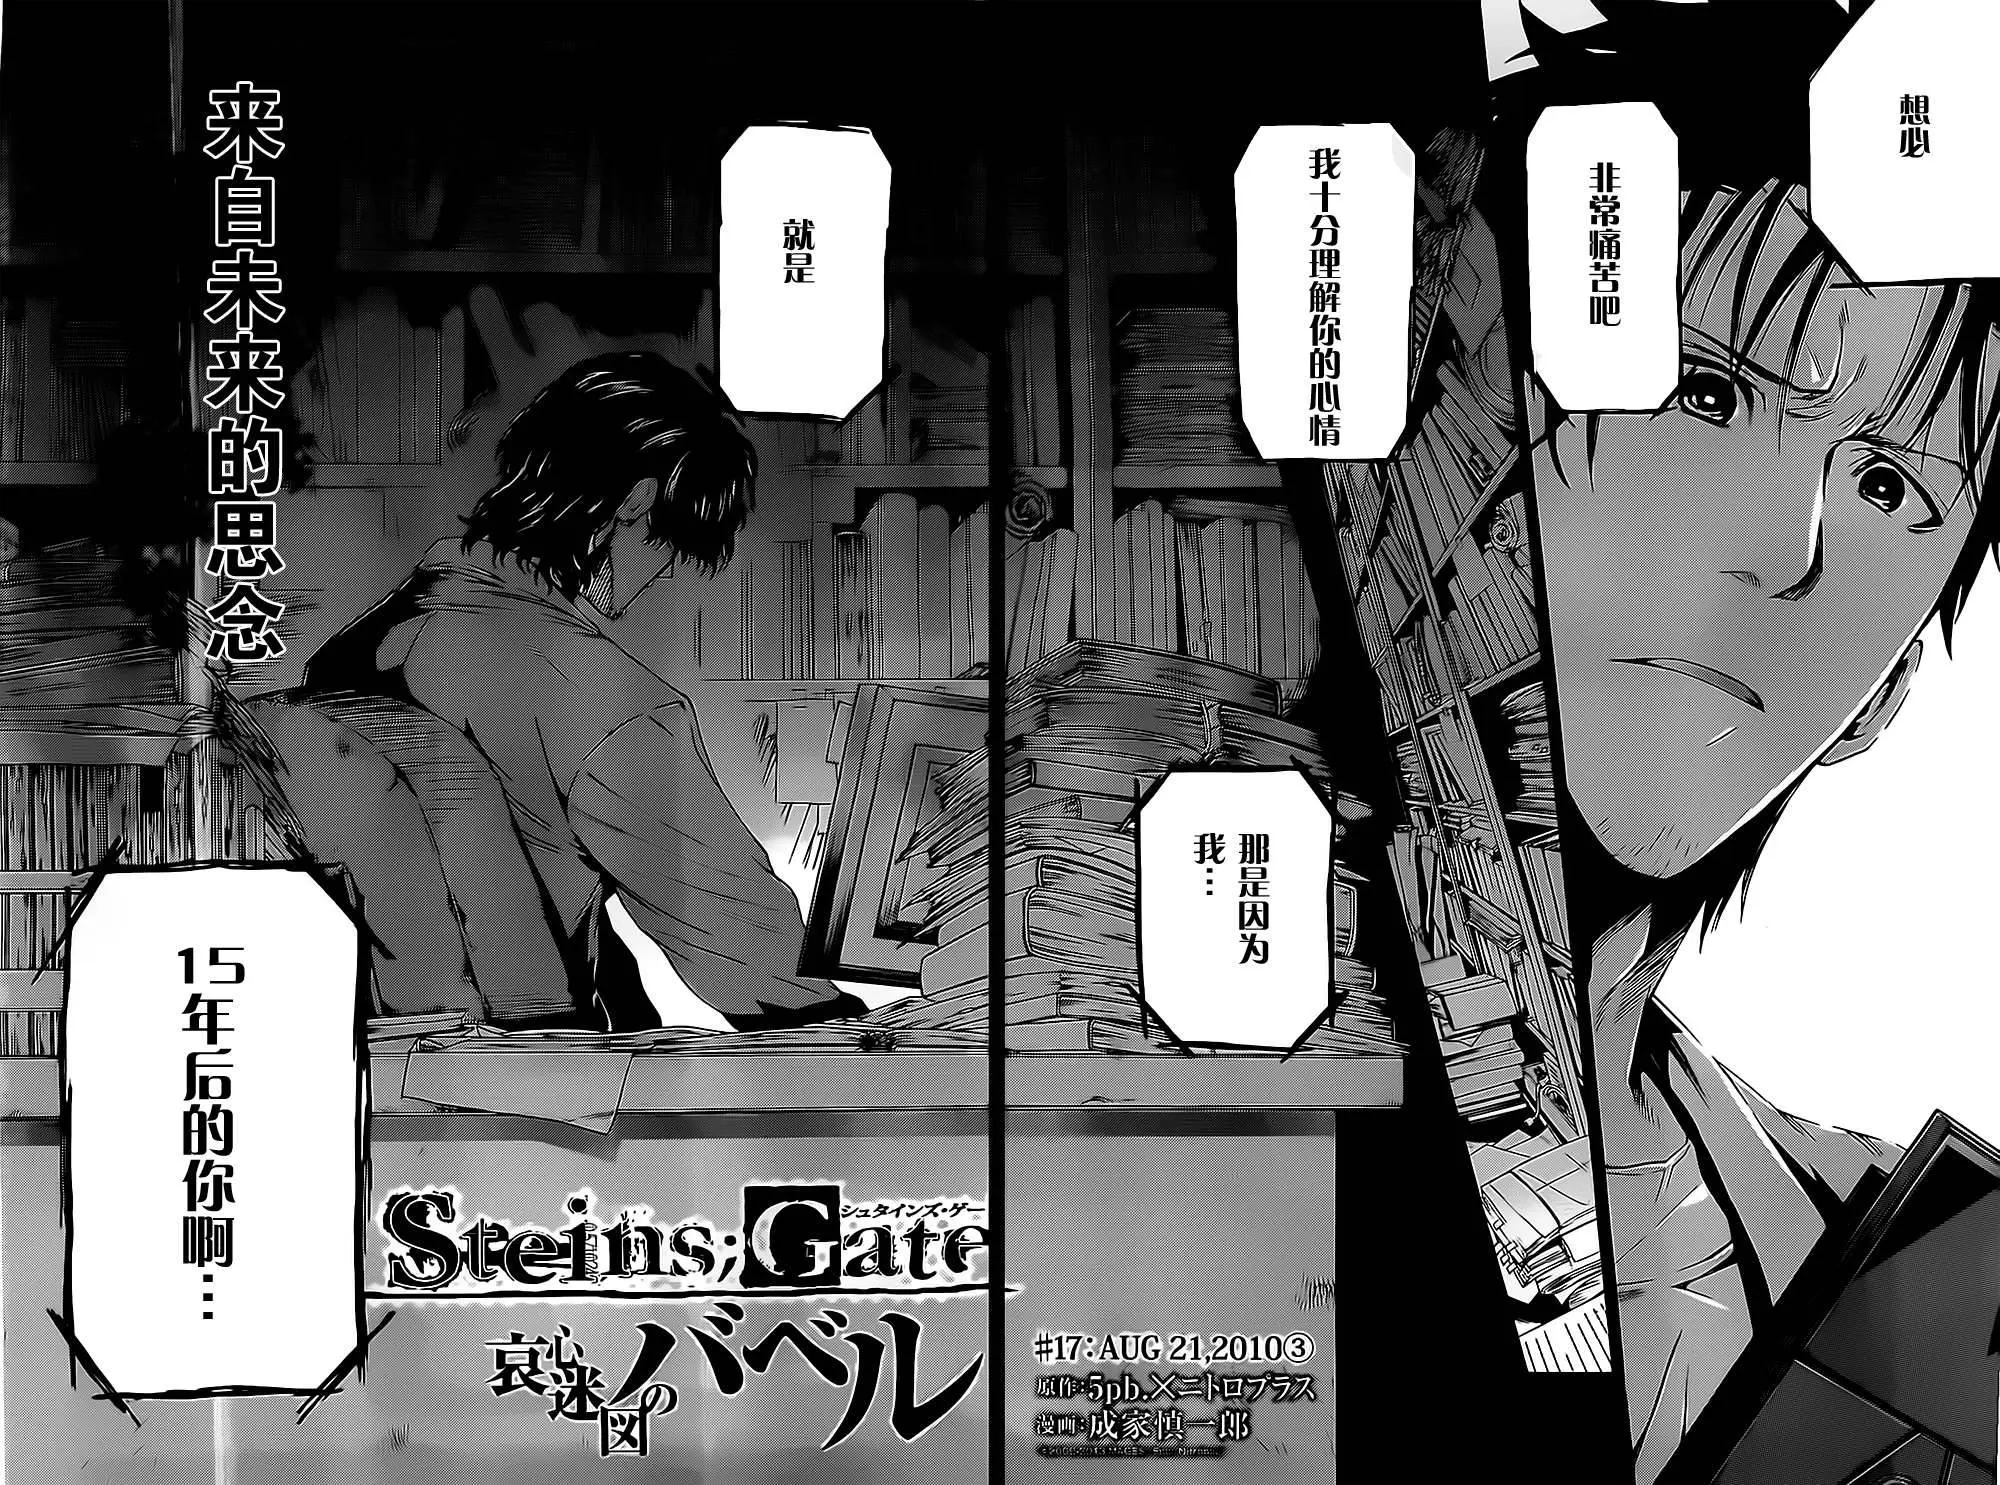 想必
非常痛苦吧
我十分理解你的心情
那是因为
我…
就是
15年后的你啊…
来自未来的思念
シュタインズ・ゲート
Steins;Gate
哀心迷図のバベル
#17：AUG 21,2010③
原作：5pb.×ニトロプラス
漫画：成家慎一郎